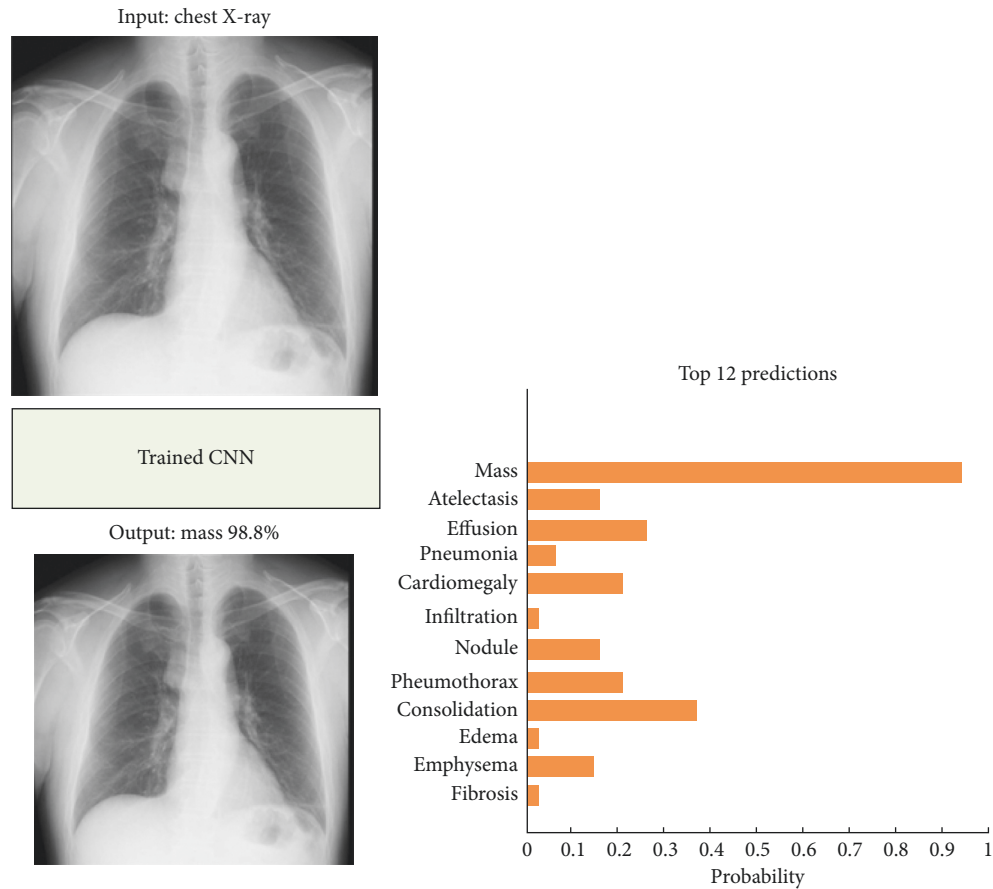 Input: chest X-ray
Trained CNN
Output: mass 98.8%
Top 12 predictions
Mass
Atelectasis
Effusion
Pneumonia
Cardiomegaly
Infiltration
Nodule
Pheumothorax
Consolidation
Edema
Emphysema
Fibrosis
0 0.1 0.2 0.3 0.4 0.5 0.6 0.7 0.8 0.9 1
Probability